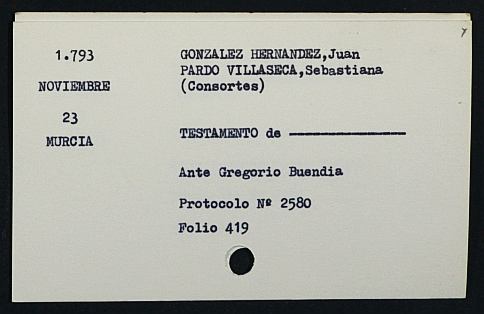 1.793
NOVIEMBRE
23
MURCIA
GONZALEZ HERNANDEZ,Juan
PARDO VILLASECA,Sebastiana
(Consortes)
TESTAMENTO de ——————
Ante Gregorio Buendia
Protocolo Nº 2580
Folio 419